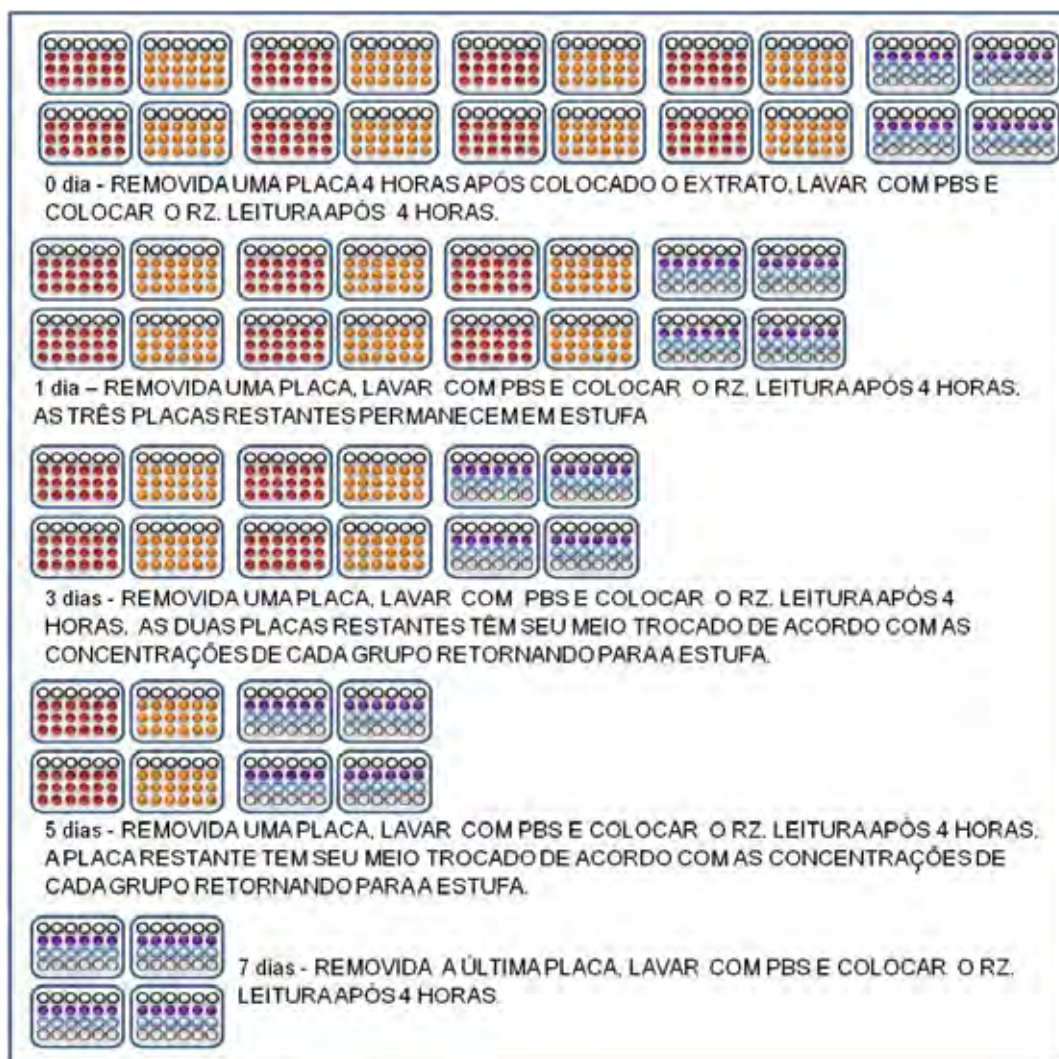 0 dia - REMOVIDA UMA PLACA 4 HORAS APÓS COLOCADO O EXTRATO, LAVAR COM PBS E
COLOCAR O RZ. LEITURA APÓS 4 HORAS.
1 dia – REMOVIDA UMA PLACA, LAVAR COM PBS E COLOCAR O RZ. LEITURA APÓS 4 HORAS.
AS TRÊS PLACAS RESTANTES PERMANECEM EM ESTUFA
3 dias - REMOVIDA UMA PLACA, LAVAR COM PBS E COLOCAR O RZ. LEITURA APÓS 4
HORAS. AS DUAS PLACAS RESTANTES TÊM SEU MEIO TROCADO DE ACORDO COM AS
CONCENTRAÇÕES DE CADA GRUPO RETORNANDO PARA A ESTUFA.
5 dias - REMOVIDA UMA PLACA, LAVAR COM PBS E COLOCAR O RZ. LEITURA APÓS 4 HORAS.
A PLACA RESTANTE TEM SEU MEIO TROCADO DE ACORDO COM AS CONCENTRAÇÕES DE
CADA GRUPO RETORNANDO PARA A ESTUFA.
7 dias - REMOVIDA A ÚLTIMA PLACA, LAVAR COM PBS E COLOCAR O RZ.
LEITURA APÓS 4 HORAS.